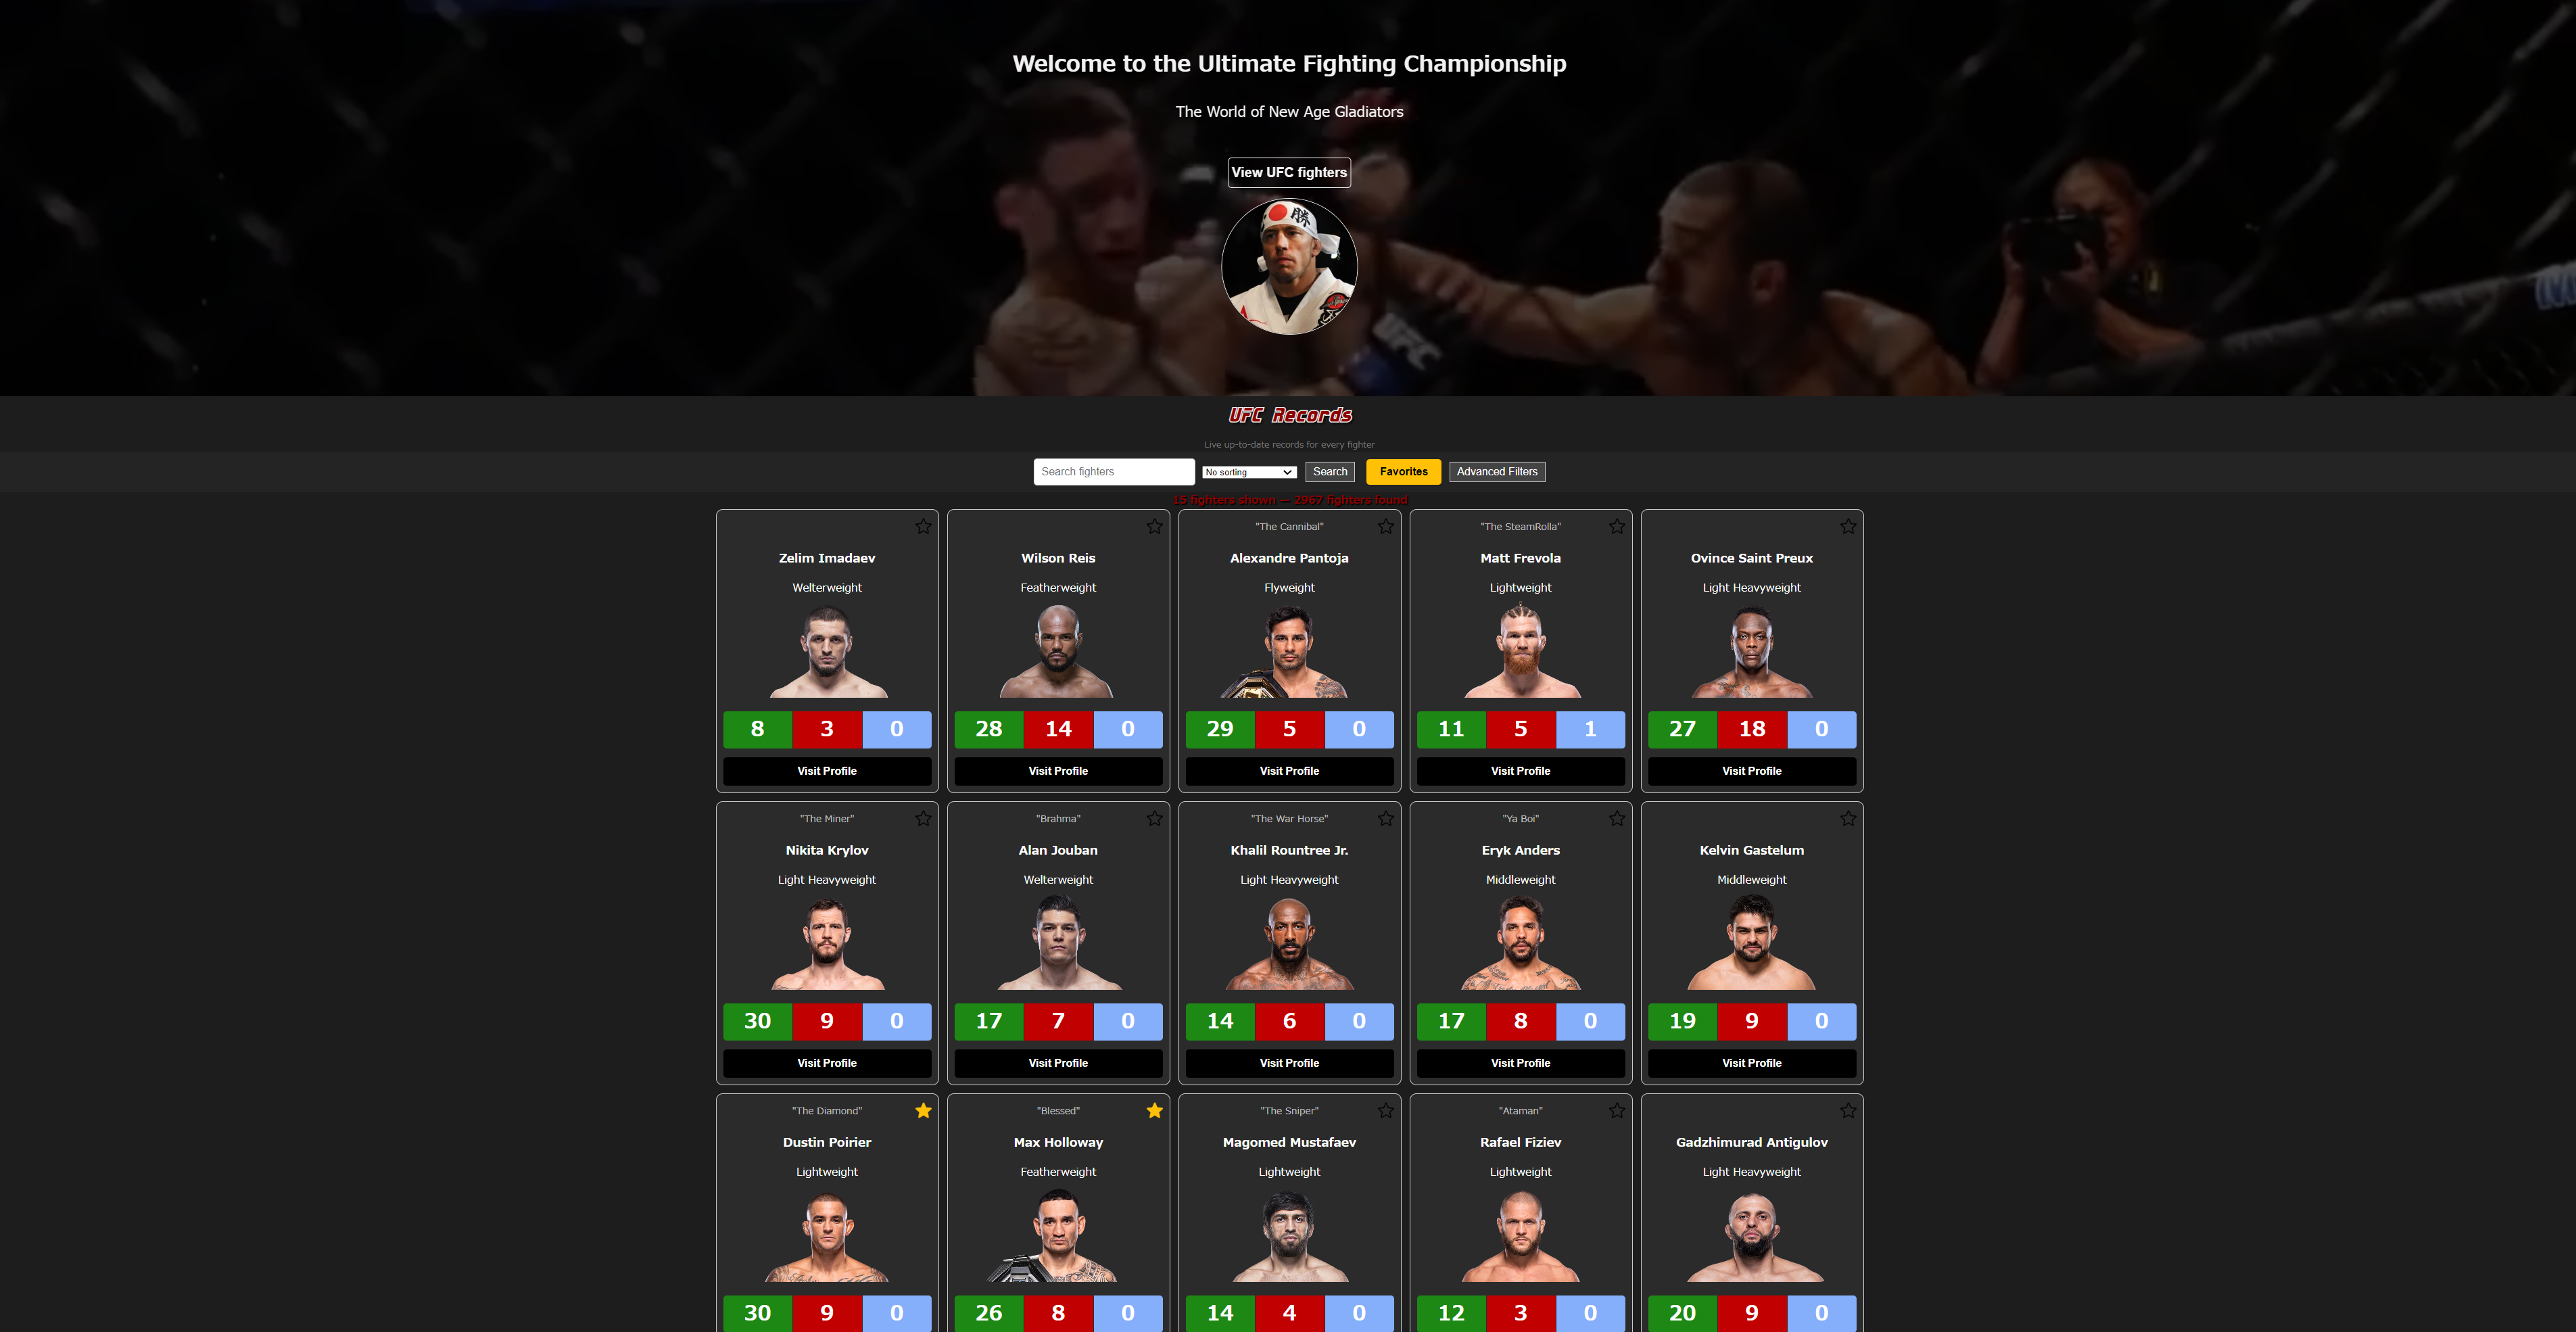 Welcome to the Ultimate Fighting Championship
The World of New Age Gladiators
View UFC fighters
勝
UFC
UFC Records
Live up-to-date records for every fighter
Search fighters No sorting Search Favorites Advanced Filters
15 fighters shown — 2967 fighters found
"The Cannibal" "The SteamRolla"
Zelim Imadaev Wilson Reis Alexandre Pantoja Matt Frevola Ovince Saint Preux
Welterweight Featherweight Flyweight Lightweight Light Heavyweight
8 3 0 28 14 0 29 5 0 11 5 1 27 18 0
Visit Profile Visit Profile Visit Profile Visit Profile Visit Profile
"The Miner" "Brahma" "The War Horse" "Ya Boi"
Nikita Krylov Alan Jouban Khalil Rountree Jr. Eryk Anders Kelvin Gastelum
Light Heavyweight Welterweight Light Heavyweight Middleweight Middleweight
30 9 0 17 7 0 14 6 0 17 8 0 19 9 0
Visit Profile Visit Profile Visit Profile Visit Profile Visit Profile
"The Diamond" "Blessed" "The Sniper" "Ataman"
Dustin Poirier Max Holloway Magomed Mustafaev Rafael Fiziev Gadzhimurad Antigulov
Lightweight Featherweight Lightweight Lightweight Light Heavyweight
30 9 0 26 8 0 14 4 0 12 3 0 20 9 0